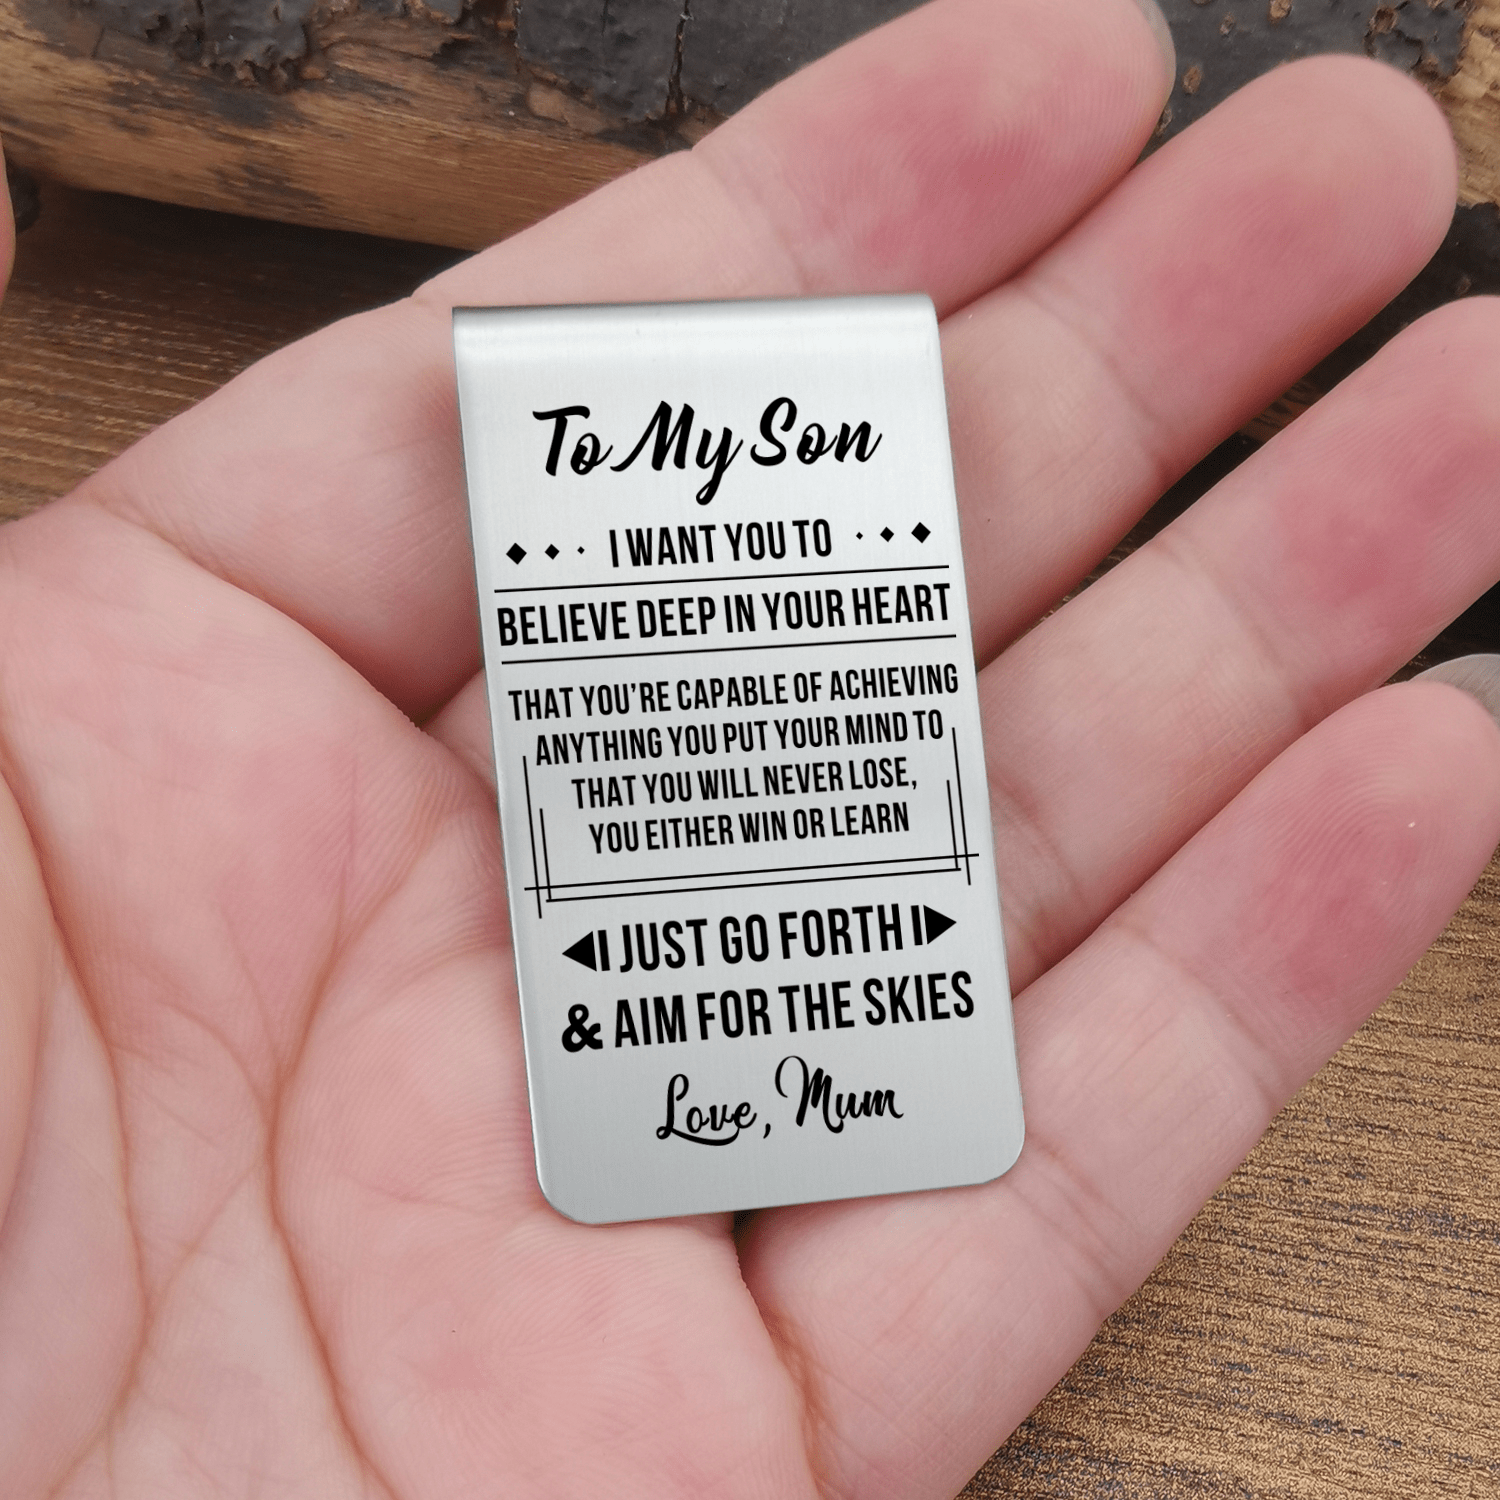 To My Son
I WANT YOU TO
BELIEVE DEEP IN YOUR HEART
THAT YOU'RE CAPABLE OF ACHIEVING
ANYTHING YOU PUT YOUR MIND TO
THAT YOU WILL NEVER LOSE,
YOU EITHER WIN OR LEARN
JUST GO FORTH
& AIM FOR THE SKIES
Love, Mum